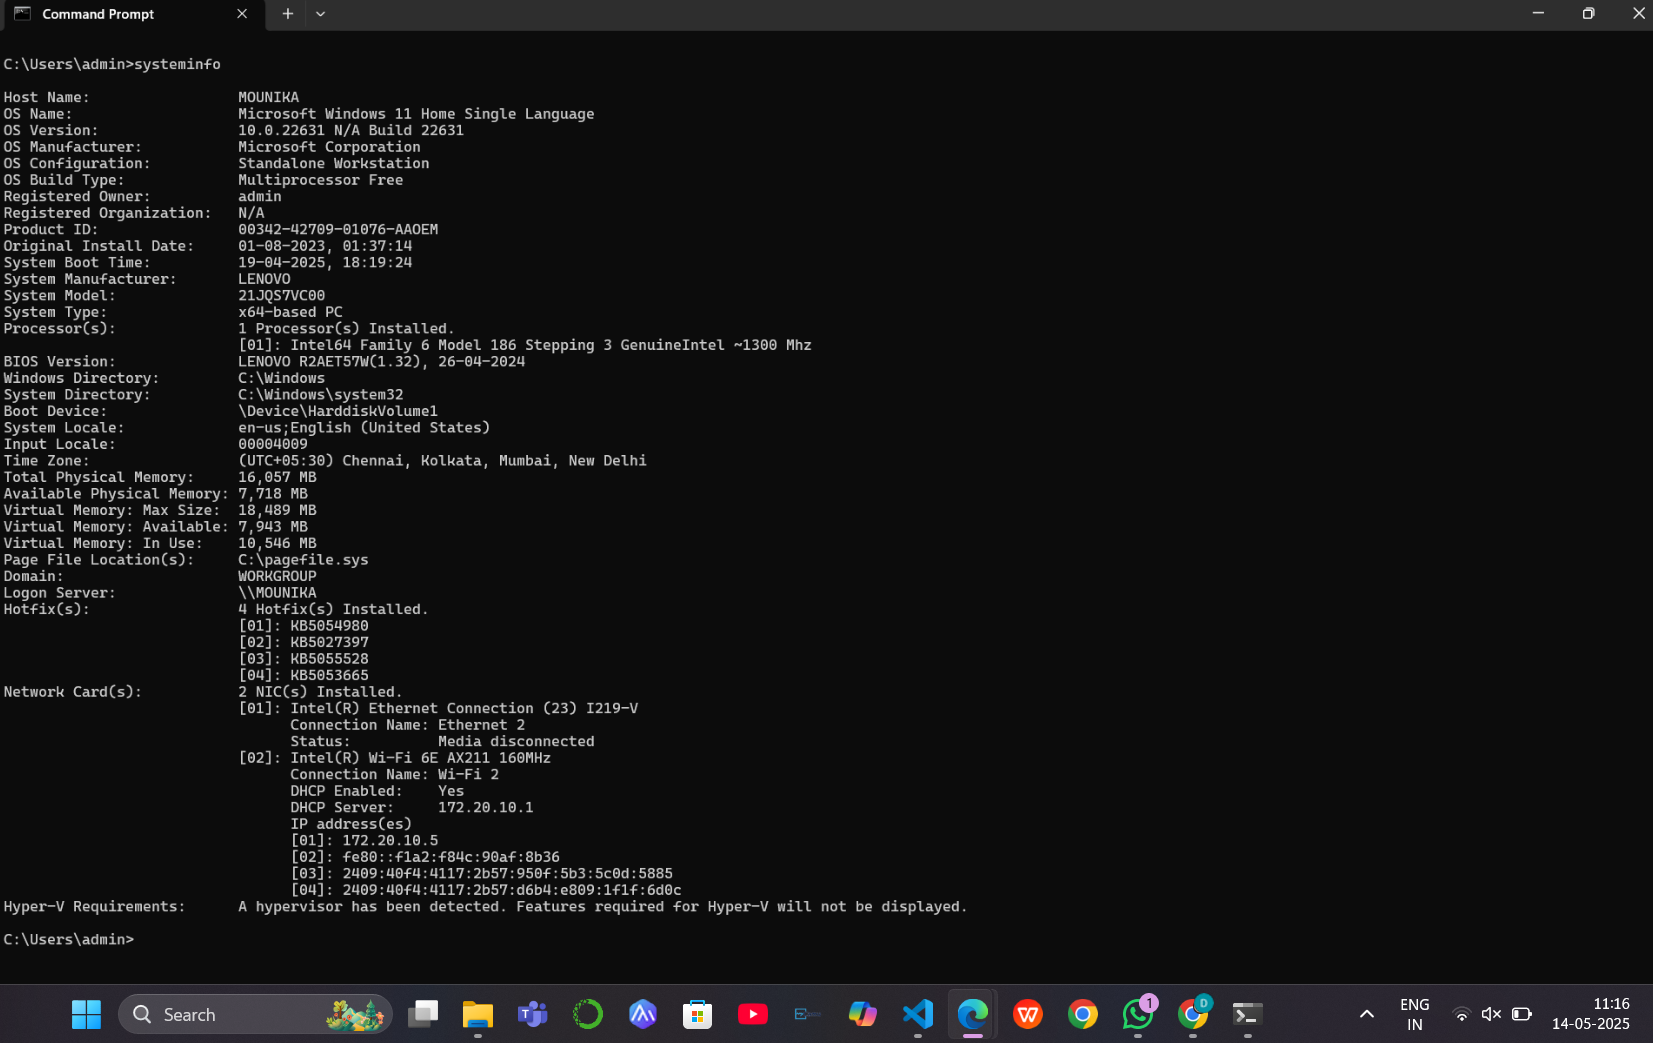 Command Prompt
C:\Users\admin>systeminfo
Host Name: MOUNIKA
OS Name: Microsoft Windows 11 Home Single Language
OS Version: 10.0.22631 N/A Build 22631
OS Manufacturer: Microsoft Corporation
OS Configuration: Standalone Workstation
OS Build Type: Multiprocessor Free
Registered Owner: admin
Registered Organization: N/A
Product ID: 00342-42709-01076-AAOEM
Original Install Date: 01-08-2023, 01:37:14
System Boot Time: 19-04-2025, 18:19:24
System Manufacturer: LENOVO
System Model: 21JQS7VC00
System Type: x64-based PC
Processor(s): 1 Processor(s) Installed.
[01]: Intel64 Family 6 Model 186 Stepping 3 GenuineIntel ~1300 Mhz
BIOS Version: LENOVO R2AET57W(1.32), 26-04-2024
Windows Directory: C:\Windows
System Directory: C:\Windows\system32
Boot Device: \Device\HarddiskVolume1
System Locale: en-us;English (United States)
Input Locale: 00004009
Time Zone: (UTC+05:30) Chennai, Kolkata, Mumbai, New Delhi
Total Physical Memory: 16,057 MB
Available Physical Memory: 7,718 MB
Virtual Memory: Max Size: 18,489 MB
Virtual Memory: Available: 7,943 MB
Virtual Memory: In Use: 10,546 MB
Page File Location(s): C:\pagefile.sys
Domain: WORKGROUP
Logon Server: \\MOUNIKA
Hotfix(s): 4 Hotfix(s) Installed.
[01]: KB5054980
[02]: KB5027397
[03]: KB5055528
[04]: KB5053665
Network Card(s): 2 NIC(s) Installed.
[01]: Intel(R) Ethernet Connection (23) I219-V
Connection Name: Ethernet 2
Status: Media disconnected
[02]: Intel(R) Wi-Fi 6E AX211 160MHz
Connection Name: Wi-Fi 2
DHCP Enabled: Yes
DHCP Server: 172.20.10.1
IP address(es)
[01]: 172.20.10.5
[02]: fe80::f1a2:f84c:90af:8b36
[03]: 2409:40f4:4117:2b57:950f:5b3:5c0d:5885
[04]: 2409:40f4:4117:2b57:d6b4:e809:1f1f:6d0c
Hyper-V Requirements: A hypervisor has been detected. Features required for Hyper-V will not be displayed.
C:\Users\admin>
Search
1
D
ENG
IN
11:16
14-05-2025